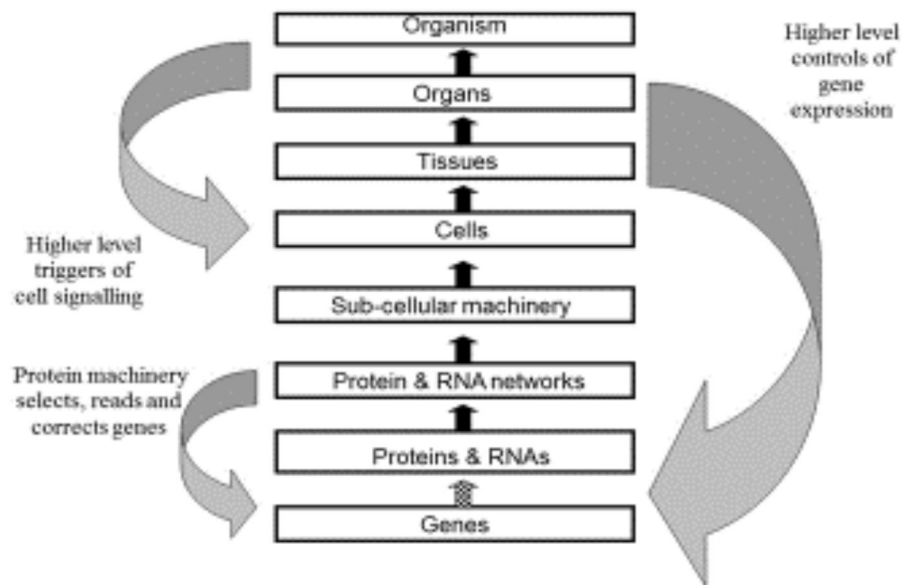 Organism
Organs
Tissues
Cells
Sub-cellular machinery
Protein & RNA networks
Proteins & RNAs
Genes
Higher level
triggers of
cell signalling
Protein machinery
selects, reads and
corrects genes
Higher level
controls of
gene
expression